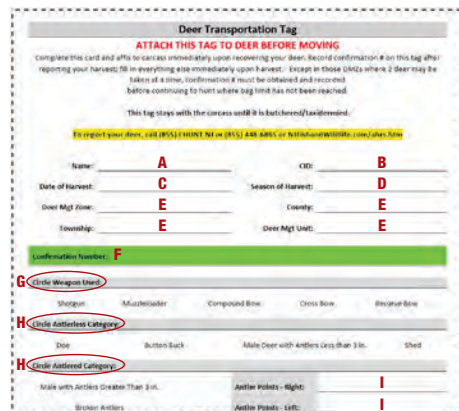 Deer Transportation Tag
ATTACH THIS TAG TO DEER BEFORE MOVING
Complete this card and affix to carcass immediately upon recovering your deer. Record confirmation # on this tag after
reporting your harvest; fill in everything else immediately upon harvest. Except in those DMZs where 2 deer may be
taken at a time, confirmation # must be obtained and recorded
before continuing to hunt where bag limit has not been reached.
This tag stays with the carcass until it is butchered/taxidermied.
To report your deer, call (855) I HUNT NJ or (855) 448-6865 or NJFishandWildlife.com/ahrs.htm
Name: A CID: B
Date of Harvest: C Season of Harvest: D
Deer Mgt Zone: E County: E
Township: E Deer Mgt Unit: E
Confirmation Number: F
G Circle Weapon Used:
Shotgun Muzzleloader Compound Bow Cross Bow Recurve Bow
H Circle Antlerless Category:
Doe Button Buck Male Deer with Antlers Less than 3 in. Shed
H Circle Antlered Category:
Male with Antlers Greater Than 3 in. Antler Points - Right: I
Broken Antlers Antler Points - Left: I